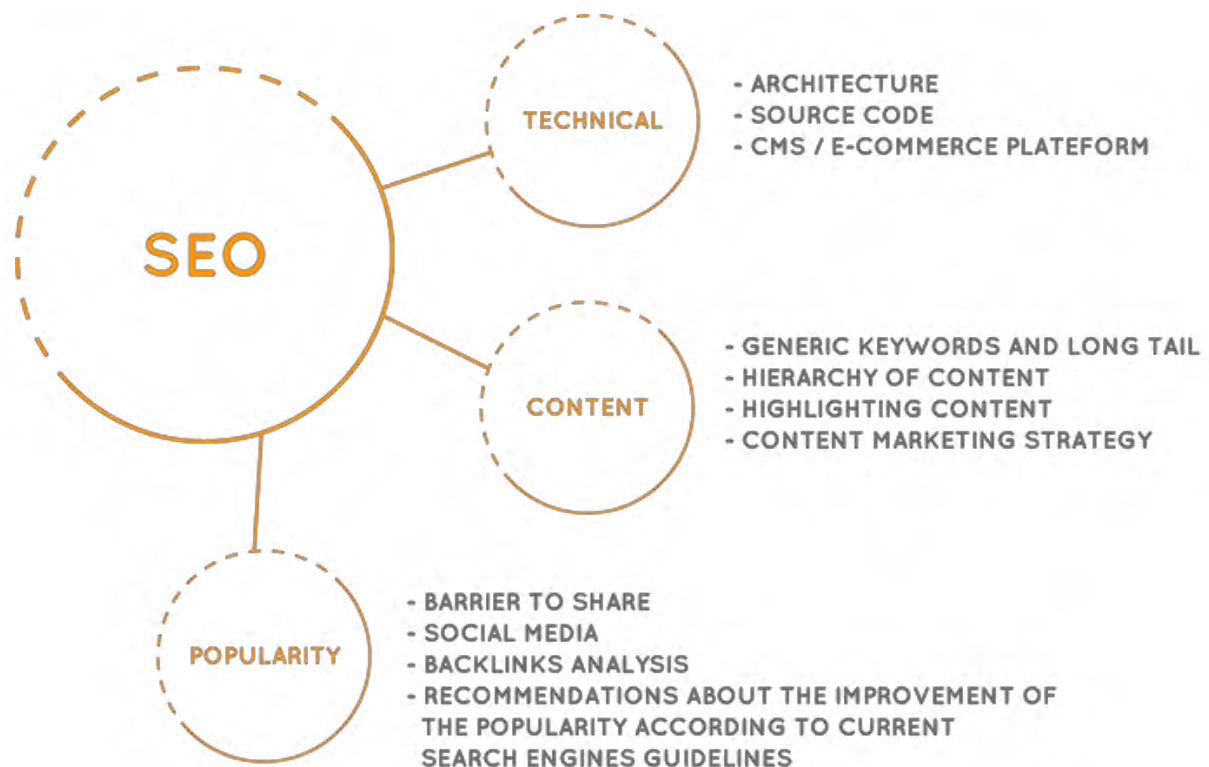 SEO
TECHNICAL
- ARCHITECTURE
- SOURCE CODE
- CMS / E-COMMERCE PLATEFORM
CONTENT
- GENERIC KEYWORDS AND LONG TAIL
- HIERARCHY OF CONTENT
- HIGHLIGHTING CONTENT
- CONTENT MARKETING STRATEGY
POPULARITY
- BARRIER TO SHARE
- SOCIAL MEDIA
- BACKLINKS ANALYSIS
- RECOMMENDATIONS ABOUT THE IMPROVEMENT OF
THE POPULARITY ACCORDING TO CURRENT
SEARCH ENGINES GUIDELINES